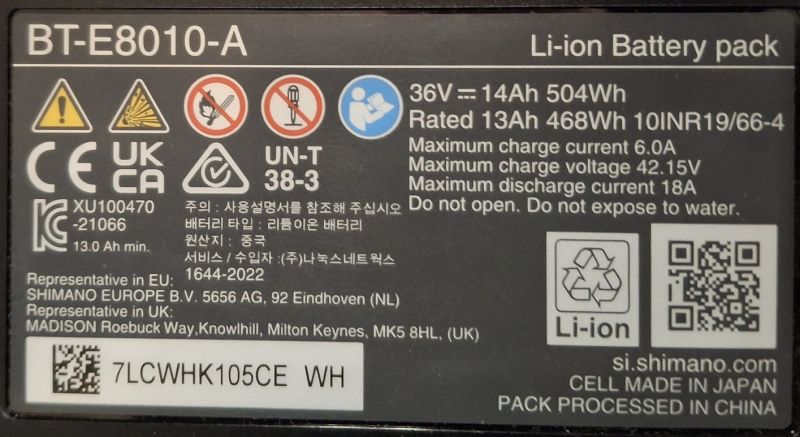 BT-E8010-A
Li-ion Battery pack
36V⎓14Ah 504Wh
Rated 13Ah 468Wh 10INR19/66-4
Maximum charge current 6.0A
Maximum charge voltage 42.15V
Maximum discharge current 18A
Do not open. Do not expose to water.
CE UK CA
UN-T
38-3
XU100470
-21066
13.0 Ah min.
주의 : 사용설명서를 참조해 주십시오
배터리 타입 : 리튬이온 배터리
원산지 : 중국
서비스 / 수입자 : (주)나눅스네트웍스
1644-2022
Representative in EU:
SHIMANO EUROPE B.V. 5656 AG, 92 Eindhoven (NL)
Representative in UK:
MADISON Roebuck Way,Knowlhill, Milton Keynes, MK5 8HL, (UK)
7LCWHK105CE WH
Li-ion
si.shimano.com
CELL MADE IN JAPAN
PACK PROCESSED IN CHINA